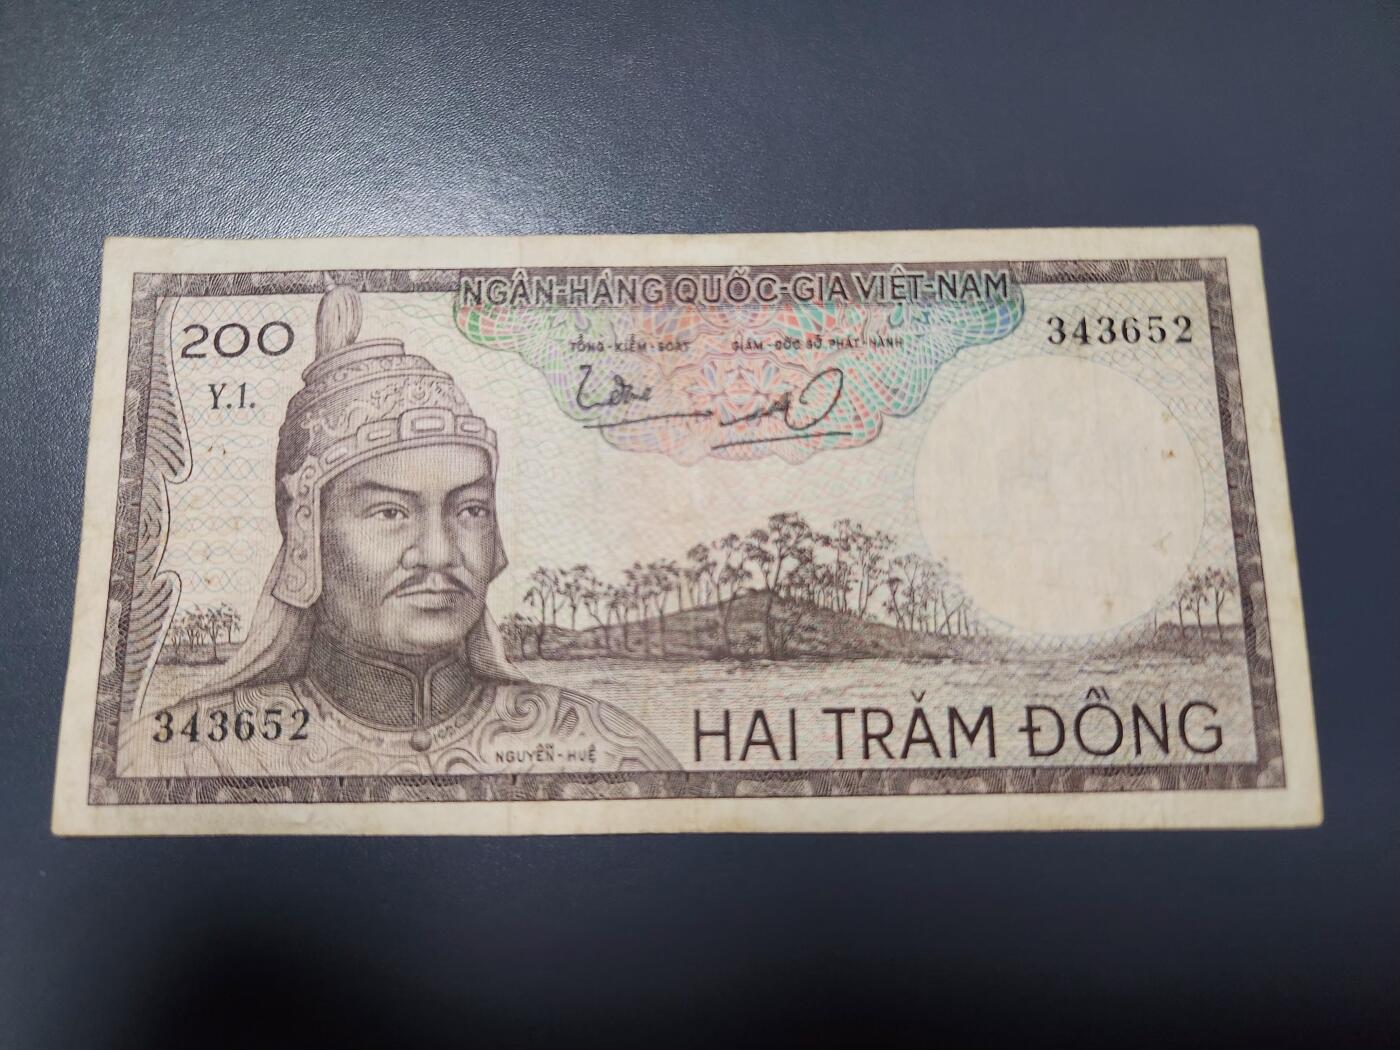 NGÂN-HÀNG QUỐC-GIA VIỆT-NAM
200
Y.1.
TỔNG-KIỂM-SOÁT
GIÁM-ĐỐC SỞ PHÁT-HÀNH
343652
343652
NGUYỄN-HUỆ
HAI TRĂM ĐỒNG